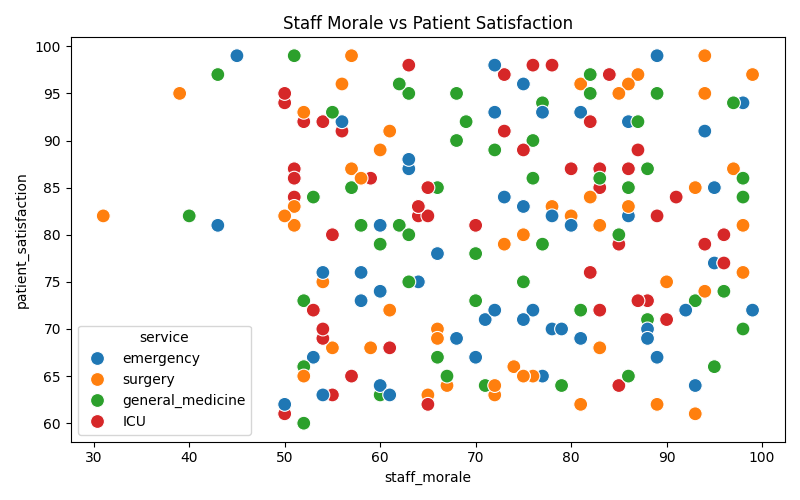 Staff Morale vs Patient Satisfaction
100
95
90
85
80
75
70
65
60
patient_satisfaction
service
emergency
surgery
general_medicine
ICU
30 40 50 60 70 80 90 100
staff_morale